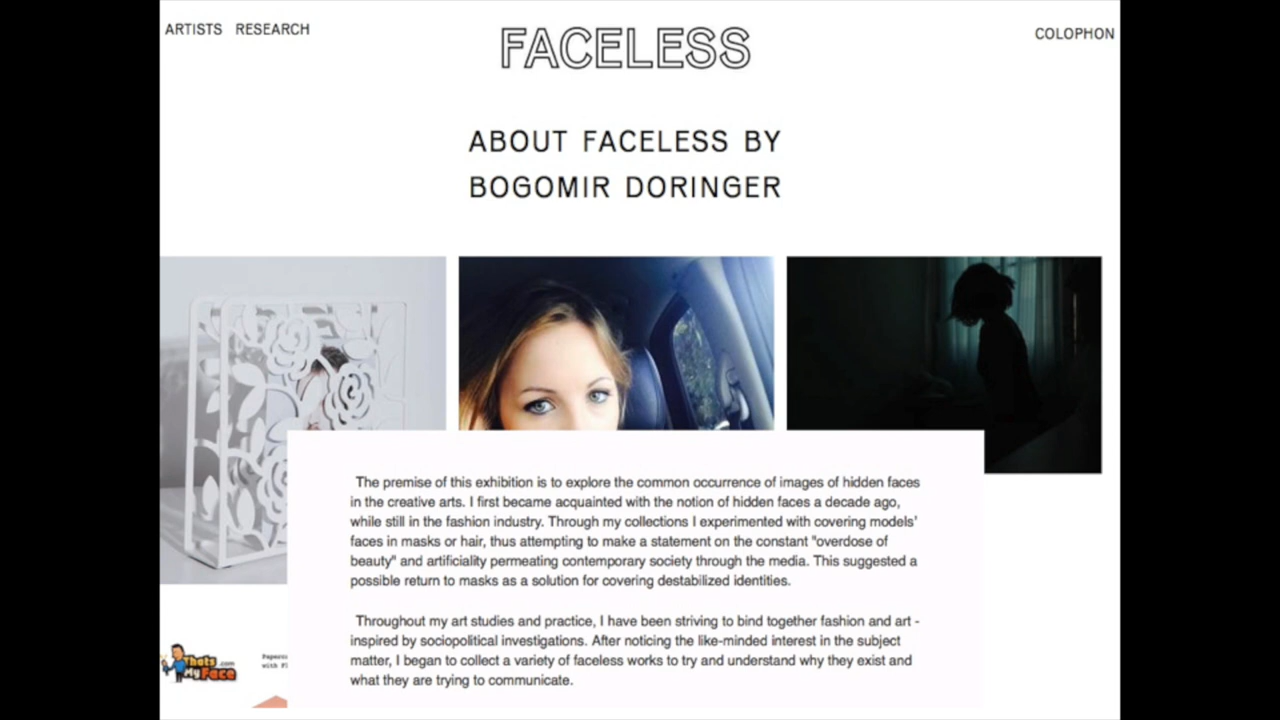 ARTISTS RESEARCH
FACELESS
COLOPHON
ABOUT FACELESS BY
BOGOMIR DORINGER
The premise of this exhibition is to explore the common occurrence of images of hidden faces
in the creative arts. I first became acquainted with the notion of hidden faces a decade ago,
while still in the fashion industry. Through my collections I experimented with covering models'
faces in masks or hair, thus attempting to make a statement on the constant "overdose of
beauty" and artificiality permeating contemporary society through the media. This suggested a
possible return to masks as a solution for covering destabilized identities.
Throughout my art studies and practice, I have been striving to bind together fashion and art -
inspired by sociopolitical investigations. After noticing the like-minded interest in the subject
matter, I began to collect a variety of faceless works to try and understand why they exist and
what they are trying to communicate.
Thats .com
MyFace
with